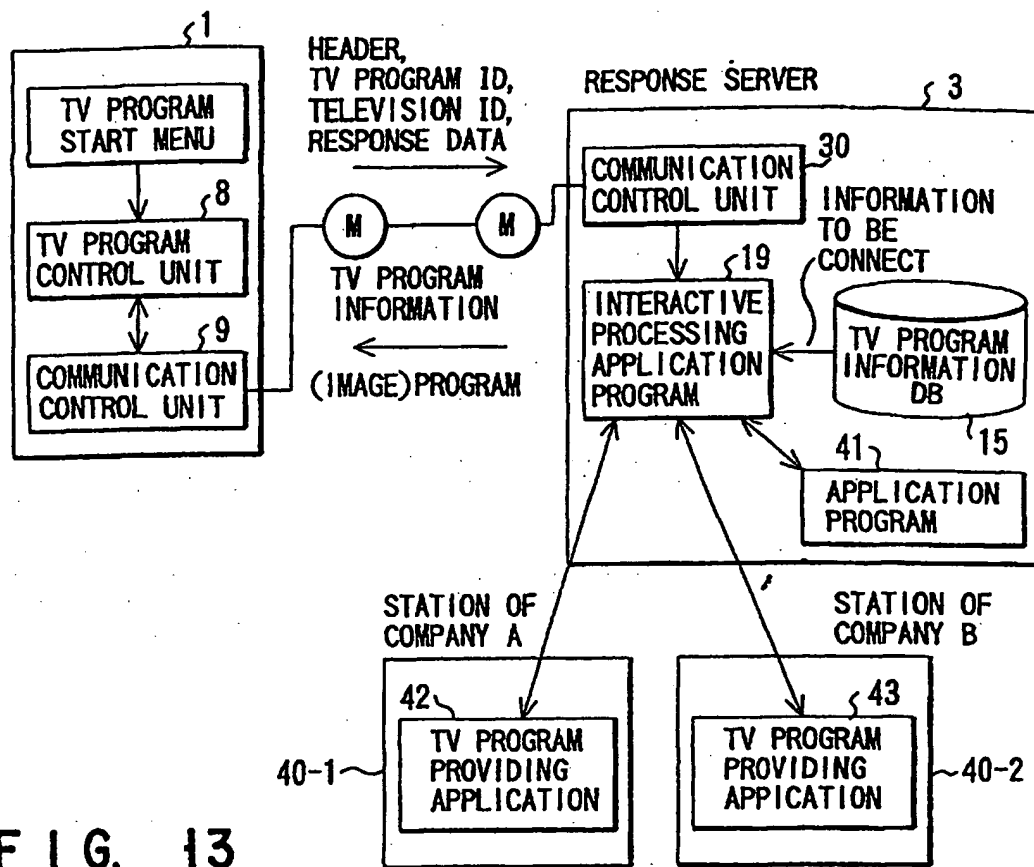 1
TV PROGRAM
START MENU
8
TV PROGRAM
CONTROL UNIT
9
COMMUNICATION
CONTROL UNIT
HEADER,
TV PROGRAM ID,
TELEVISION ID,
RESPONSE DATA
M
M
TV PROGRAM
INFORMATION
(IMAGE)PROGRAM
RESPONSE SERVER
3
COMMUNICATION
CONTROL UNIT
30
INFORMATION
TO BE
CONNECT
19
INTERACTIVE
PROCESSING
APPLICATION
PROGRAM
TV PROGRAM
INFORMATION
DB
15
41
APPLICATION
PROGRAM
STATION OF
COMPANY A
42
TV PROGRAM
PROVIDING
APPLICATION
40-1
STATION OF
COMPANY B
43
TV PROGRAM
PROVIDING
APPICATION
40-2
FIG. 13